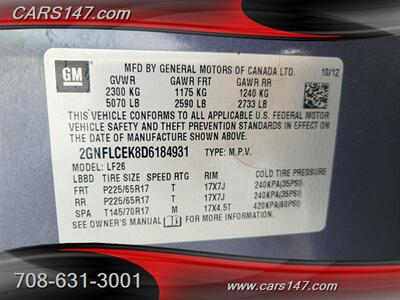 CARS147.com
GM
MFD BY GENERAL MOTORS OF CANADA LTD. 10/12
GVWR GAWR FRT GAWR RR
2300 KG 1175 KG 1240 KG
5070 LB 2590 LB 2733 LB
THIS VEHICLE CONFORMS TO ALL APPLICABLE U.S. FEDERAL MOTOR
VEHICLE SAFETY, BUMPER, AND THEFT PREVENTION STANDARDS
IN EFFECT ON THE DATE OF MANUFACTURE SHOWN ABOVE.
2GNFLCEK8D6184931 TYPE: M.P.V.
MODEL: LF26
LBBD TIRE SIZE SPEED RTG RIM COLD TIRE PRESSURE
FRT P225/65R17 T 17X7J 240KPA(35PSI)
RR P225/65R17 T 17X7J 240KPA(35PSI)
SPA T145/70R17 M 17X4.5T 420KPA(60PSI)
SEE OWNER'S MANUAL FOR MORE INFORMATION.
708-631-3001 cars147.com